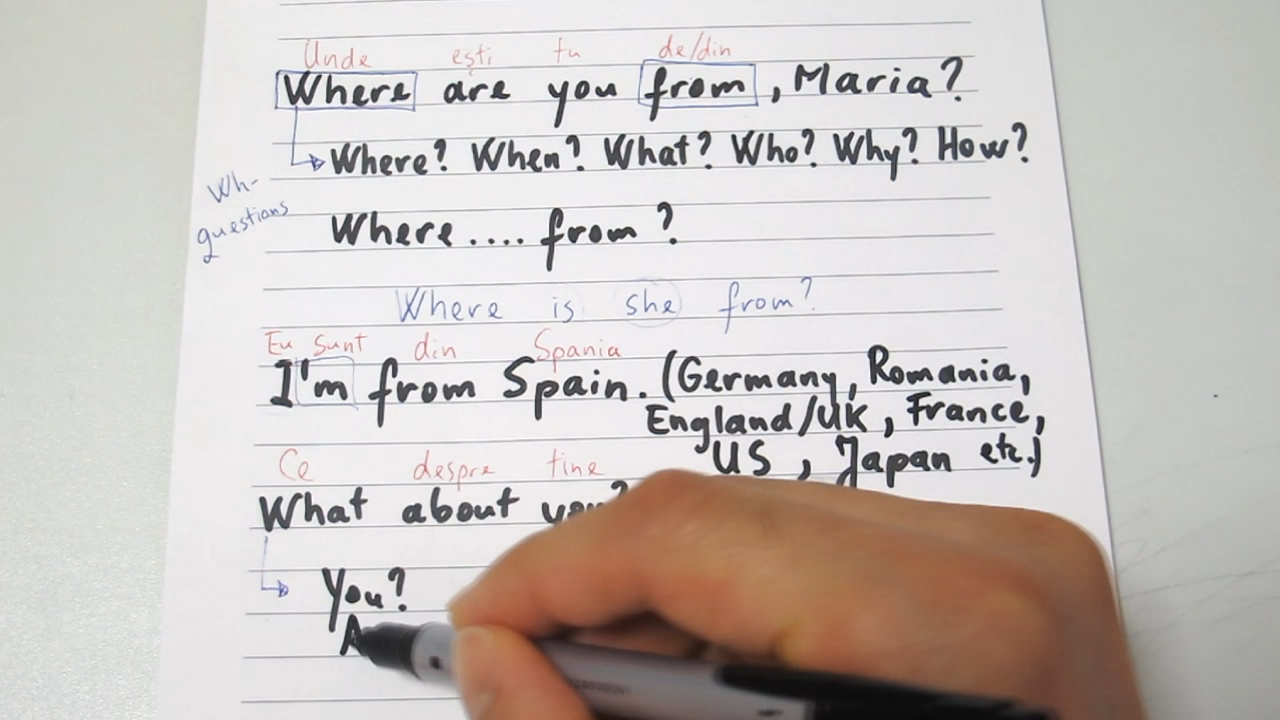 Unde ești tu de/din
Where are you from, Maria?
Where? When? What? Who? Why? How?
Wh-
questions
Where.... from?
Where is she from?
Eu sunt din Spania
I'm from Spain. (Germany, Romania,
England/UK, France,
US, Japan etc.)
Ce despre tine
What about you?
You?
A